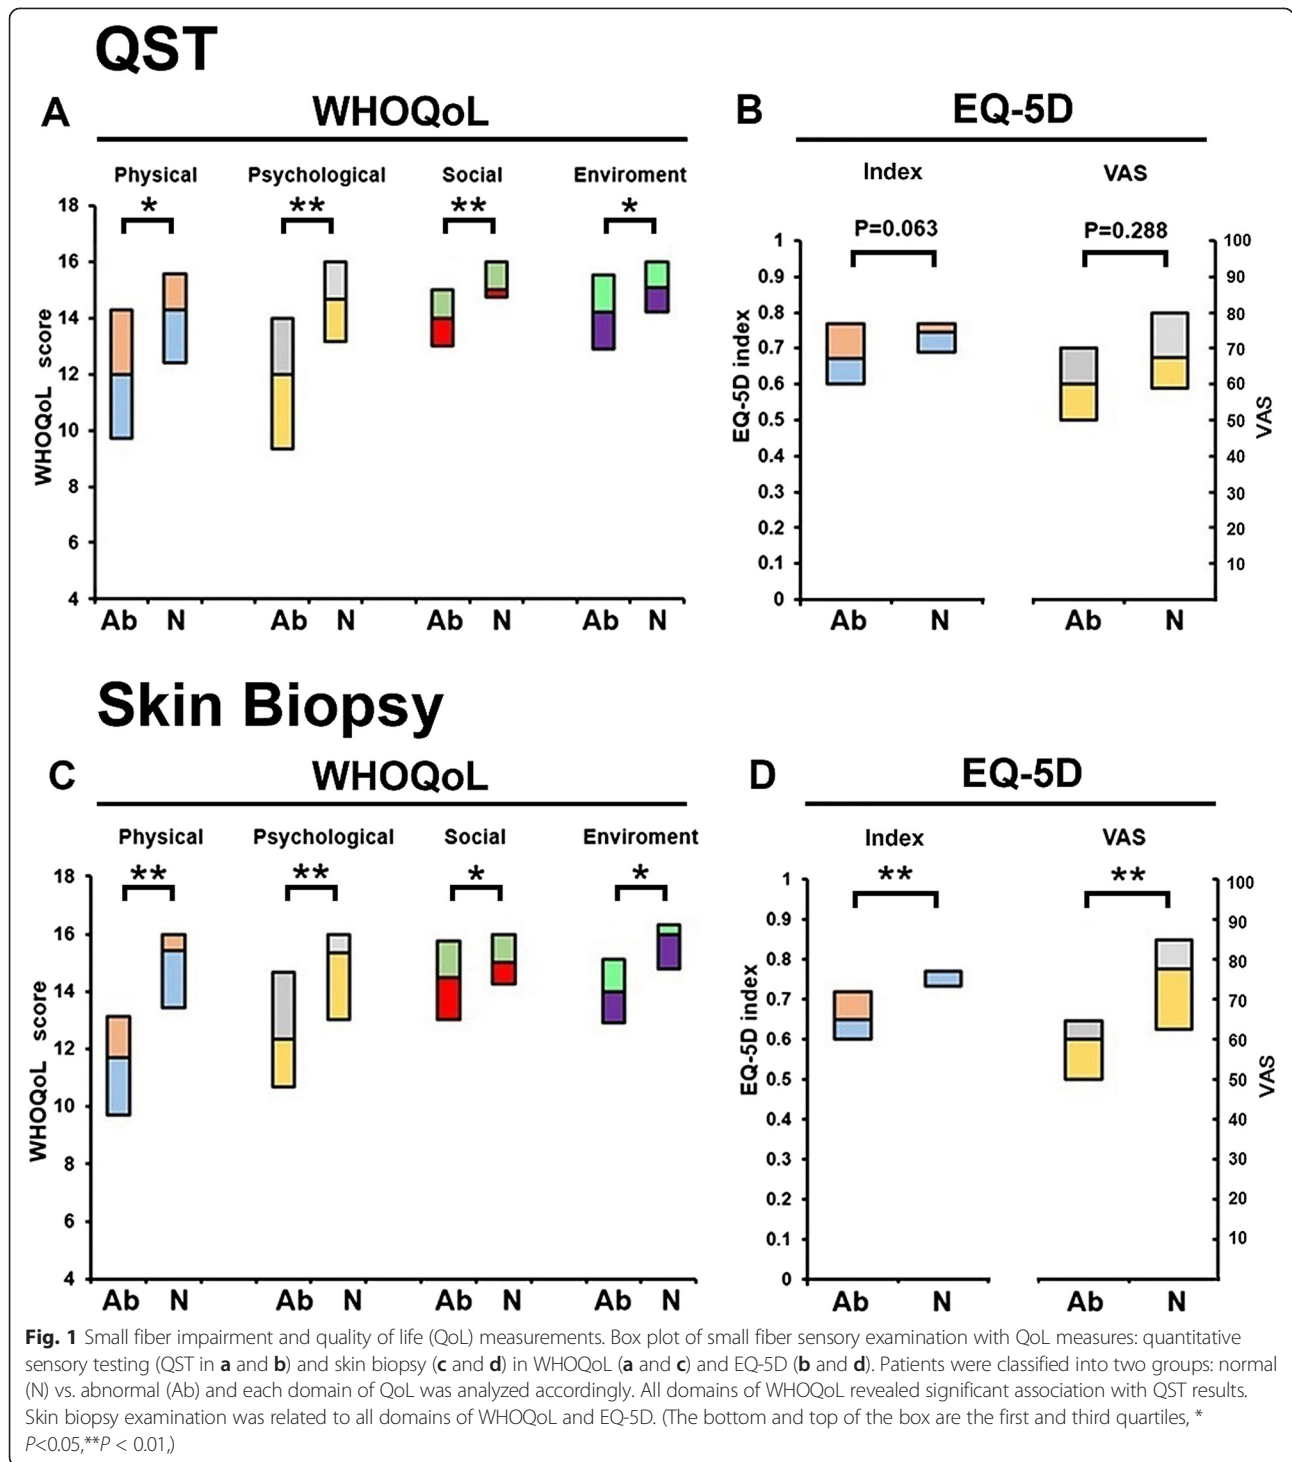 QST
A WHOQoL
Physical Psychological Social Enviroment
* ** ** *
18
16
14
12
10
8
6
4
WHOQoL score
Ab N Ab N Ab N Ab N
B EQ-5D
Index VAS
P=0.063 P=0.288
1
0.9
0.8
0.7
0.6
0.5
0.4
0.3
0.2
0.1
0
EQ-5D index
100
90
80
70
60
50
40
30
20
10
VAS
Ab N Ab N
Skin Biopsy
C WHOQoL
Physical Psychological Social Enviroment
** ** * *
18
16
14
12
10
8
6
4
WHOQoL score
Ab N Ab N Ab N Ab N
D EQ-5D
Index VAS
** **
1
0.9
0.8
0.7
0.6
0.5
0.4
0.3
0.2
0.1
0
EQ-5D index
100
90
80
70
60
50
40
30
20
10
VAS
Ab N Ab N
Fig. 1 Small fiber impairment and quality of life (QoL) measurements. Box plot of small fiber sensory examination with QoL measures: quantitative
sensory testing (QST in a and b) and skin biopsy (c and d) in WHOQoL (a and c) and EQ-5D (b and d). Patients were classified into two groups: normal
(N) vs. abnormal (Ab) and each domain of QoL was analyzed accordingly. All domains of WHOQoL revealed significant association with QST results.
Skin biopsy examination was related to all domains of WHOQoL and EQ-5D. (The bottom and top of the box are the first and third quartiles, *
P<0.05,**P < 0.01,)